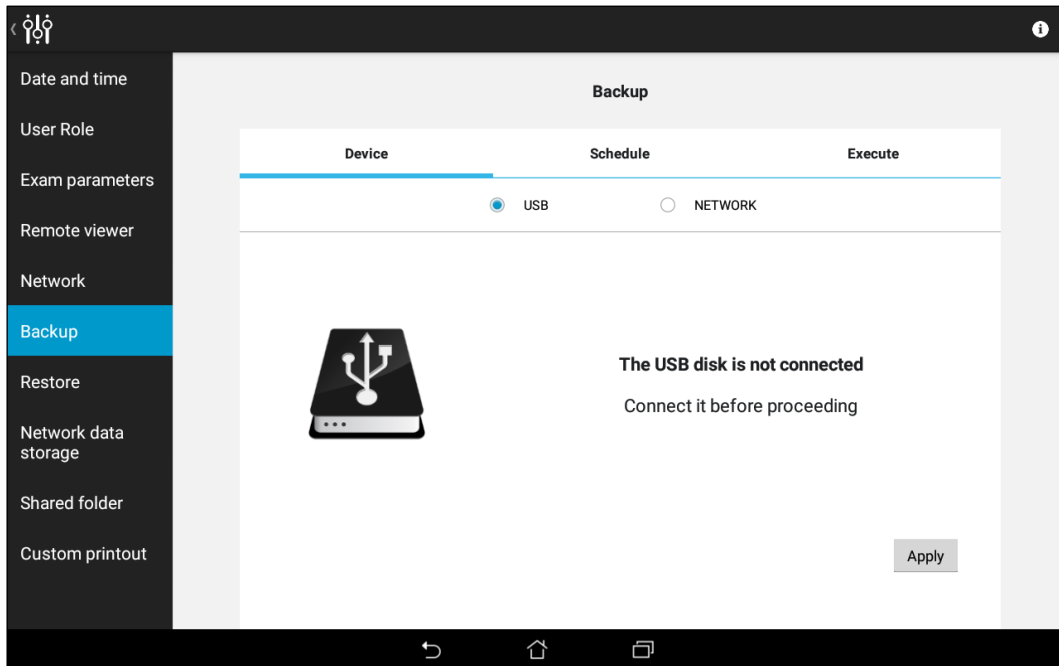 Date and time
User Role
Exam parameters
Remote viewer
Network
Backup
Restore
Network data
storage
Shared folder
Custom printout
Backup
Device Schedule Execute
USB NETWORK
The USB disk is not connected
Connect it before proceeding
Apply